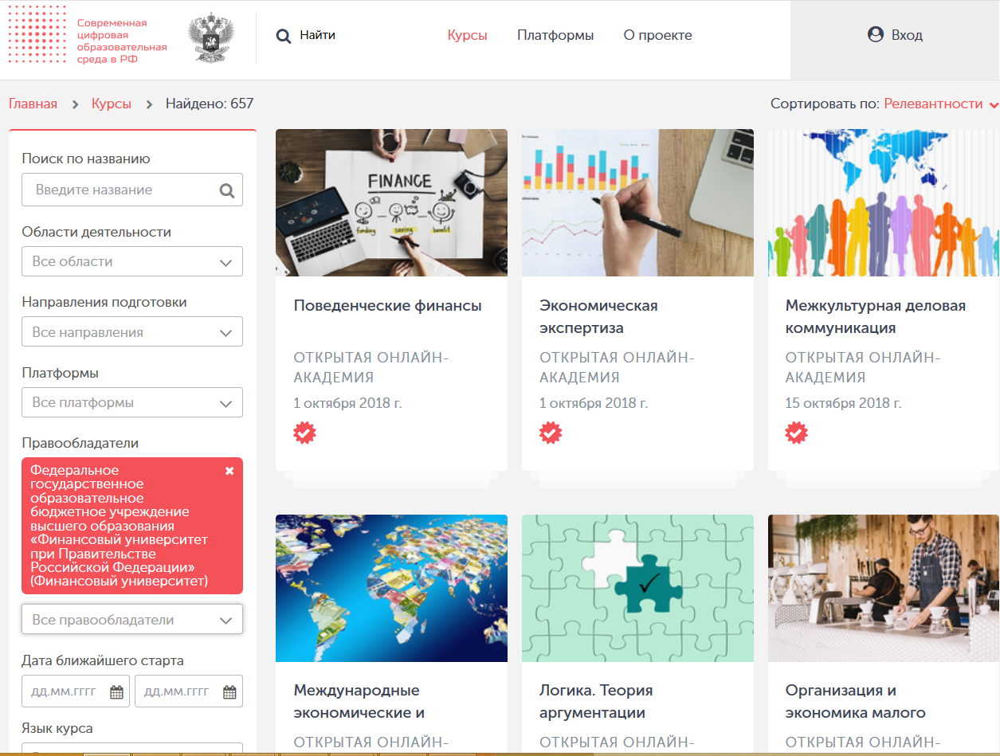 Современная
цифровая
образовательная
среда в РФ
Найти
Курсы
Платформы
О проекте
Вход
Главная
Курсы
Найдено: 657
Сортировать по: Релевантности
Поиск по названию
Введите название
Области деятельности
Все области
Направления подготовки
Все направления
Платформы
Все платформы
Правообладатели
Федеральное
государственное
образовательное
бюджетное учреждение
высшего образования
«Финансовый университет
при Правительстве
Российской Федерации»
(Финансовый университет)
Все правообладатели
Дата ближайшего старта
дд.мм.гггг
дд.мм.гггг
Язык курса
FINANCE
funding
saving
benefit
Поведенческие финансы
ОТКРЫТАЯ ОНЛАЙН-
АКАДЕМИЯ
1 октября 2018 г.
Экономическая
экспертиза
ОТКРЫТАЯ ОНЛАЙН-
АКАДЕМИЯ
1 октября 2018 г.
Межкультурная деловая
коммуникация
ОТКРЫТАЯ ОНЛАЙН-
АКАДЕМИЯ
15 октября 2018 г.
Международные
экономические и
ОТКРЫТАЯ ОНЛАЙН-
Логика. Теория
аргументации
ОТКРЫТАЯ ОНЛАЙН-
Организация и
экономика малого
ОТКРЫТАЯ ОНЛАЙН-